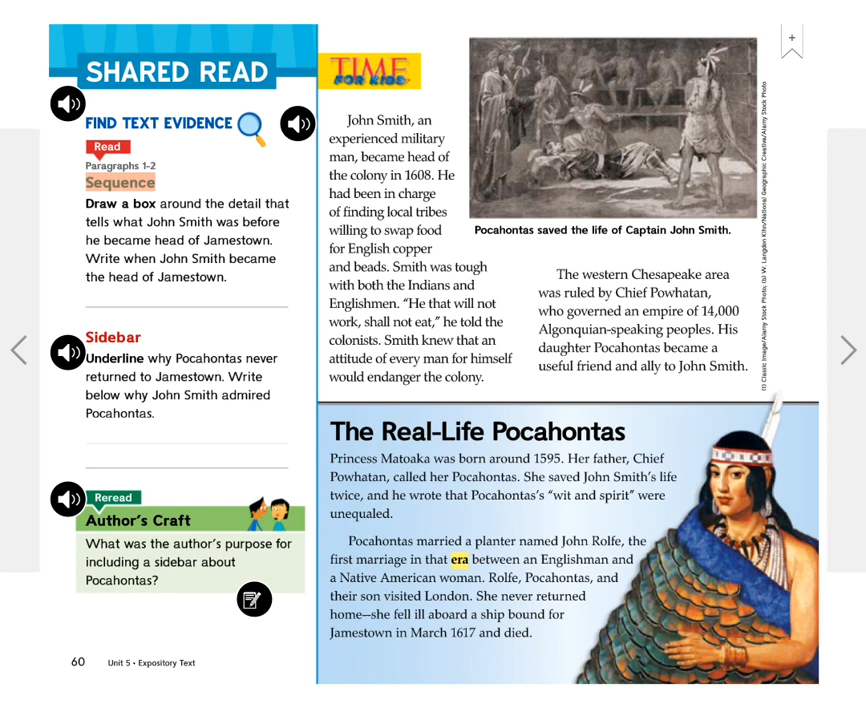 SHARED READ
FIND TEXT EVIDENCE
Read
Paragraphs 1-2
Sequence
Draw a box around the detail that
tells what John Smith was before
he became head of Jamestown.
Write when John Smith became
the head of Jamestown.
Sidebar
Underline why Pocahontas never
returned to Jamestown. Write
below why John Smith admired
Pocahontas.
Reread
Author's Craft
What was the author's purpose for
including a sidebar about
Pocahontas?
60 Unit 5 • Expository Text
TIME
FOR KIDS
John Smith, an
experienced military
man, became head of
the colony in 1608. He
had been in charge
of finding local tribes
willing to swap food
for English copper
and beads. Smith was tough
with both the Indians and
Englishmen. “He that will not
work, shall not eat,” he told the
colonists. Smith knew that an
attitude of every man for himself
would endanger the colony.
Pocahontas saved the life of Captain John Smith.
The western Chesapeake area
was ruled by Chief Powhatan,
who governed an empire of 14,000
Algonquian-speaking peoples. His
daughter Pocahontas became a
useful friend and ally to John Smith.
(t) Classic Image/Alamy Stock Photo; (b) W. Langdon Kihn/National Geographic Creative/Alamy Stock Photo
The Real-Life Pocahontas
Princess Matoaka was born around 1595. Her father, Chief
Powhatan, called her Pocahontas. She saved John Smith's life
twice, and he wrote that Pocahontas's “wit and spirit” were
unequaled.
Pocahontas married a planter named John Rolfe, the
first marriage in that era between an Englishman and
a Native American woman. Rolfe, Pocahontas, and
their son visited London. She never returned
home—she fell ill aboard a ship bound for
Jamestown in March 1617 and died.